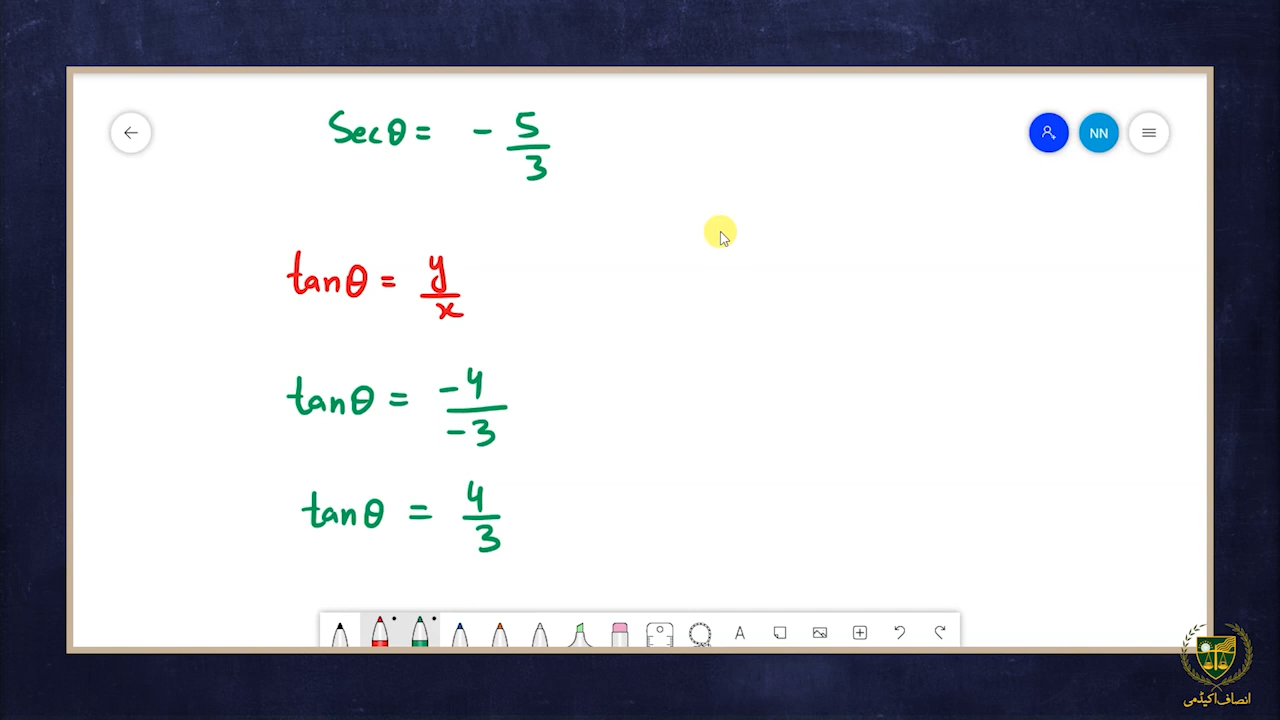 Secθ = - 5/3
NN
tanθ = y/x
tanθ = -4/-3
tanθ = 4/3
A
انصاف اکیڈمی